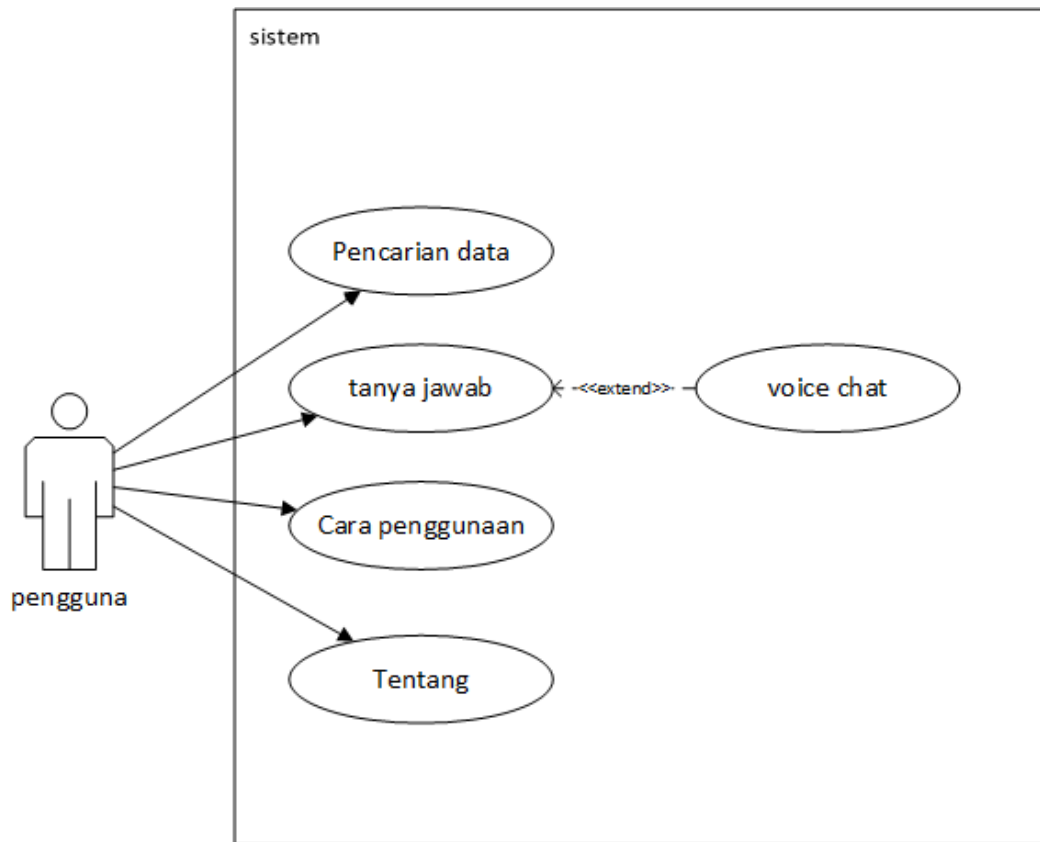 sistem
Pencarian data
tanya jawab
<<extend>>
voice chat
Cara penggunaan
pengguna
Tentang